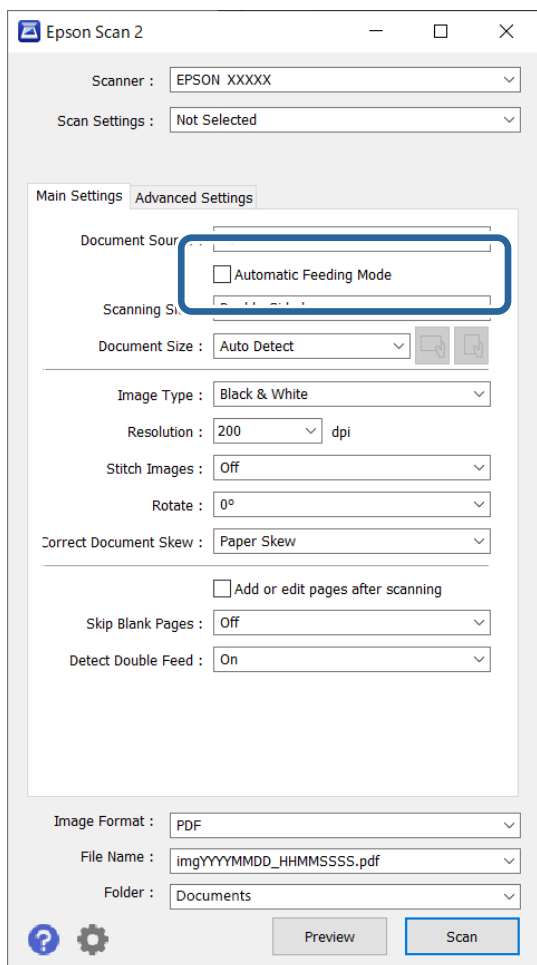 Epson Scan 2
Scanner : EPSON XXXXX
Scan Settings : Not Selected
Main Settings Advanced Settings
Document
Automatic Feeding Mode
Scanning
Document Size : Auto Detect
Image Type : Black & White
Resolution : 200 dpi
Stitch Images : Off
Rotate : 0°
Correct Document Skew : Paper Skew
Add or edit pages after scanning
Skip Blank Pages : Off
Detect Double Feed : On
Image Format : PDF
File Name : imgYYYYMMDD_HHMMSSSS.pdf
Folder : Documents
? Preview Scan